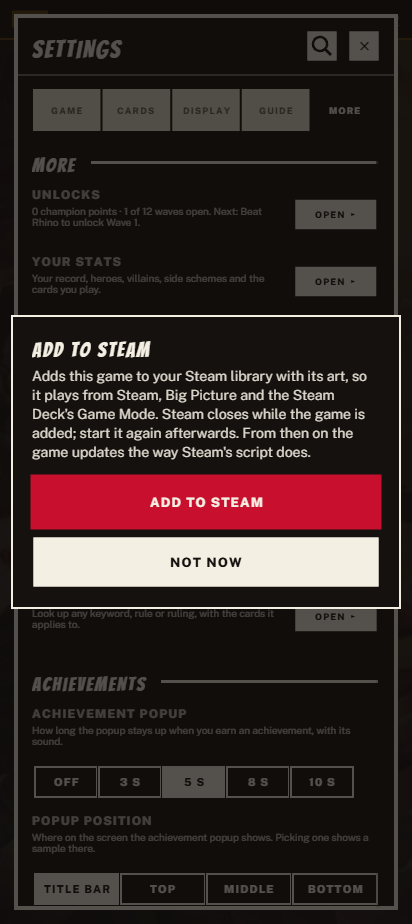 SETTINGS
×
GAME
CARDS
DISPLAY
GUIDE
MORE
MORE
UNLOCKS
0 champion points · 1 of 12 waves open. Next: Beat
Rhino to unlock Wave 1.
OPEN
YOUR STATS
Your record, heroes, villains, side schemes and the
cards you play.
OPEN
ADD TO STEAM
Adds this game to your Steam library with its art, so
it plays from Steam, Big Picture and the Steam
Deck's Game Mode. Steam closes while the game is
added; start it again afterwards. From then on the
game updates the way Steam's script does.
ADD TO STEAM
NOT NOW
Look up any keyword, rule or ruling, with the cards it
applies to.
OPEN
ACHIEVEMENTS
ACHIEVEMENT POPUP
How long the popup stays up when you earn an achievement, with its
sound.
OFF
3 S
5 S
8 S
10 S
POPUP POSITION
Where on the screen the achievement popup shows. Picking one shows a
sample there.
TITLE BAR
TOP
MIDDLE
BOTTOM